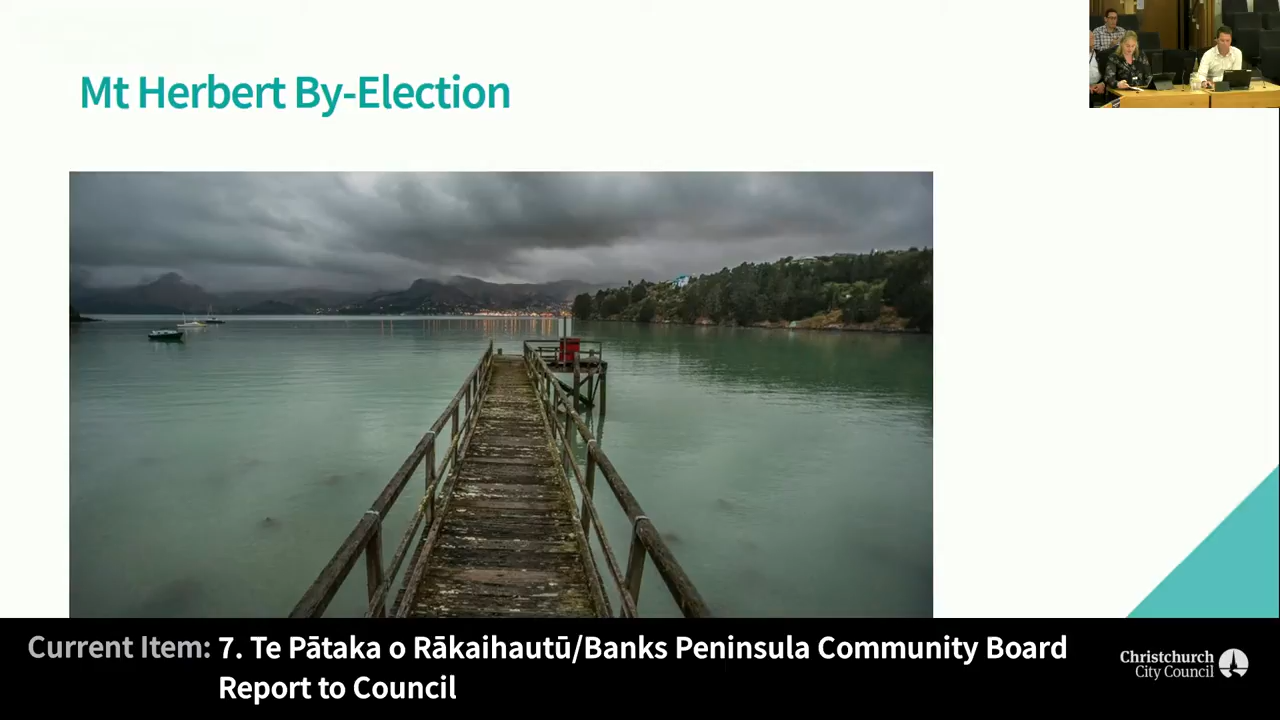 Mt Herbert By-Election
Current Item: 7. Te Pātaka o Rākaihautū/Banks Peninsula Community Board
Report to Council
Christchurch
City Council